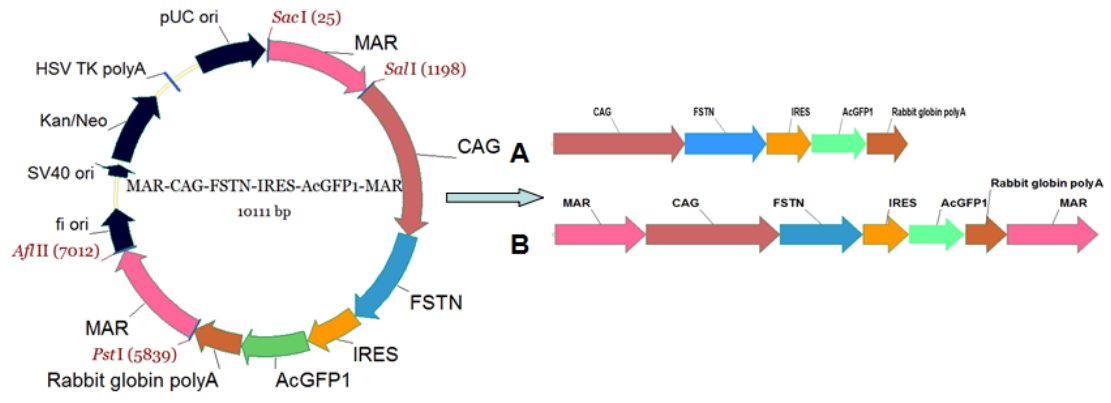 pUC ori
SacI (25)
MAR
HSV TK polyA
SalI (1198)
Kan/Neo
CAG
SV40 ori
MAR-CAG-FSTN-IRES-AcGFP1-MAR
10111 bp
fi ori
AflII (7012)
FSTN
MAR
PstI (5839)
IRES
Rabbit globin polyA
AcGFP1
A
CAG
FSTN
IRES
AcGFP1
Rabbit globin polyA
B
MAR
CAG
FSTN
IRES
AcGFP1
Rabbit globin polyA
MAR